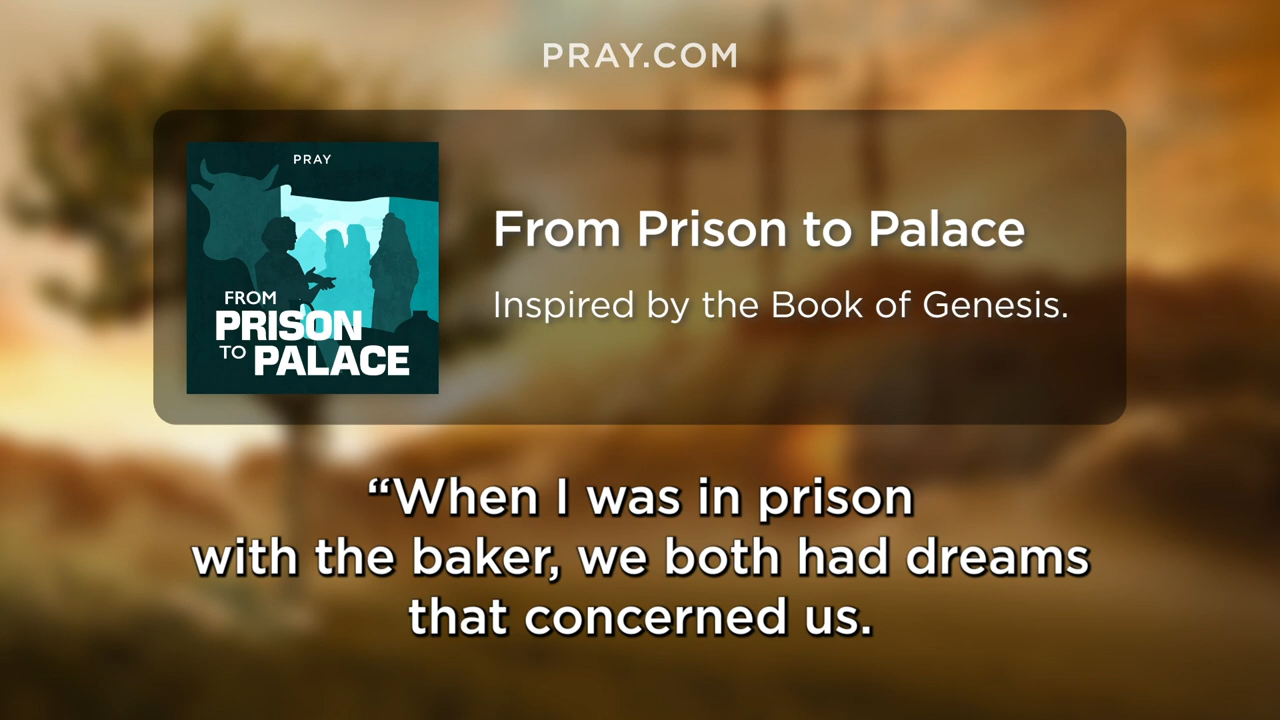 PRAY.COM
PRAY
FROM
PRISON
TO PALACE
From Prison to Palace
Inspired by the Book of Genesis.
“When I was in prison
with the baker, we both had dreams
that concerned us.